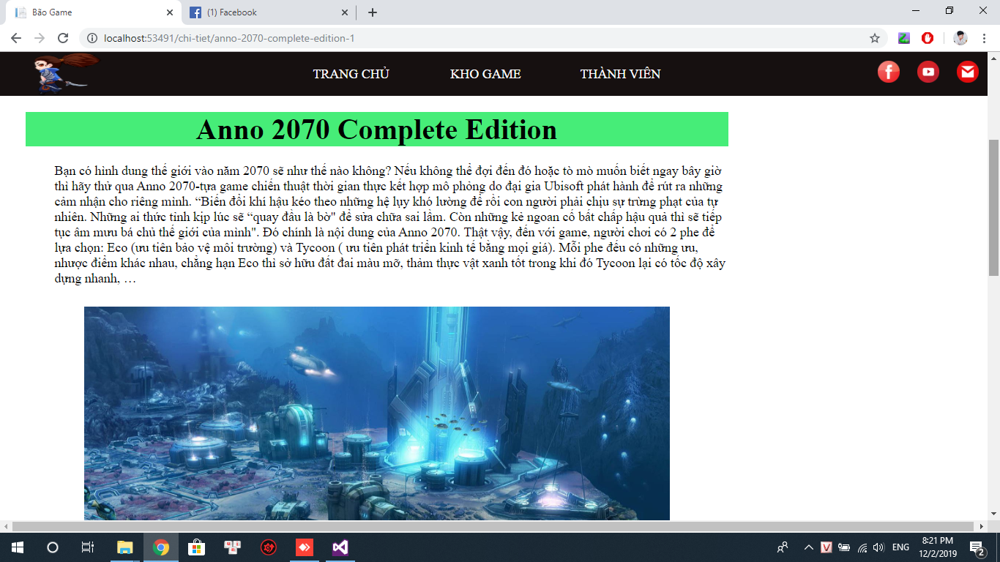 Bão Game
(1) Facebook
localhost:53491/chi-tiet/anno-2070-complete-edition-1
TRANG CHỦ KHO GAME THÀNH VIÊN
Anno 2070 Complete Edition
Bạn có hình dung thế giới vào năm 2070 sẽ như thế nào không? Nếu không thể đợi đến đó hoặc tò mò muốn biết ngay bây giờ
thì hãy thử qua Anno 2070-tựa game chiến thuật thời gian thực kết hợp mô phỏng do đại gia Ubisoft phát hành để rút ra những
cảm nhận cho riêng mình. “Biến đổi khí hậu kéo theo những hệ lụy khó lường để rồi con người phải chịu sự trừng phạt của tự
nhiên. Những ai thức tỉnh kịp lúc sẽ “quay đầu là bờ" để sửa chữa sai lầm. Còn những kẻ ngoan cố bất chấp hậu quả thì sẽ tiếp
tục âm mưu bá chủ thế giới của mình". Đó chính là nội dung của Anno 2070. Thật vậy, đến với game, người chơi có 2 phe để
lựa chọn: Eco (ưu tiên bảo vệ môi trường) và Tycoon ( ưu tiên phát triển kinh tế bằng mọi giá). Mỗi phe đều có những ưu,
nhược điểm khác nhau, chẳng hạn Eco thì sở hữu đất đai màu mỡ, thảm thực vật xanh tốt trong khi đó Tycoon lại có tốc độ xây
dựng nhanh, …
ENG
8:21 PM
12/2/2019
2